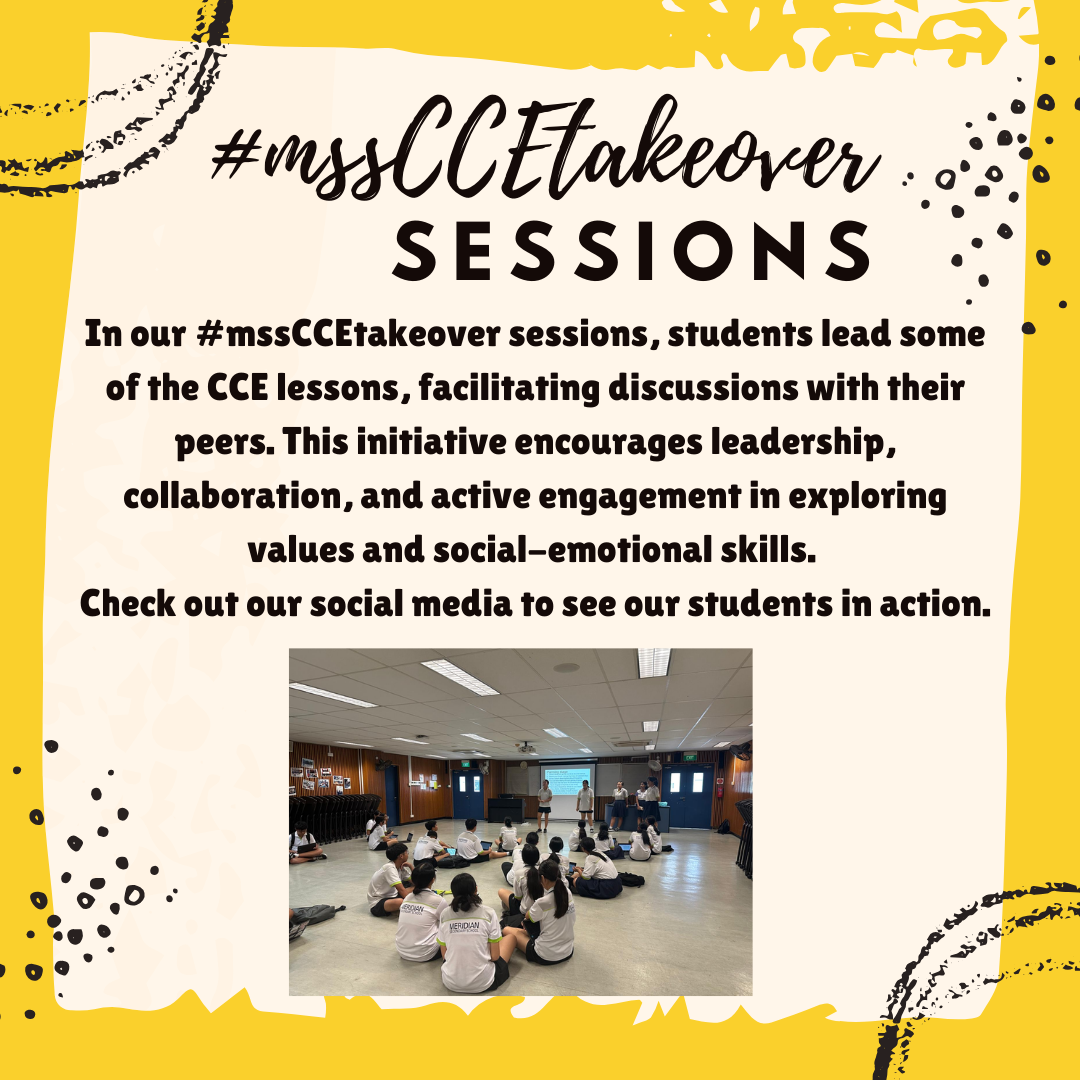 #mssCCEtakeover
SESSIONS
In our #mssCCEtakeover sessions, students lead some
of the CCE lessons, facilitating discussions with their
peers. This initiative encourages leadership,
collaboration, and active engagement in exploring
values and social-emotional skills.
Check out our social media to see our students in action.
MERIDIAN
MERIDIAN
SECONDARY SCHOOL